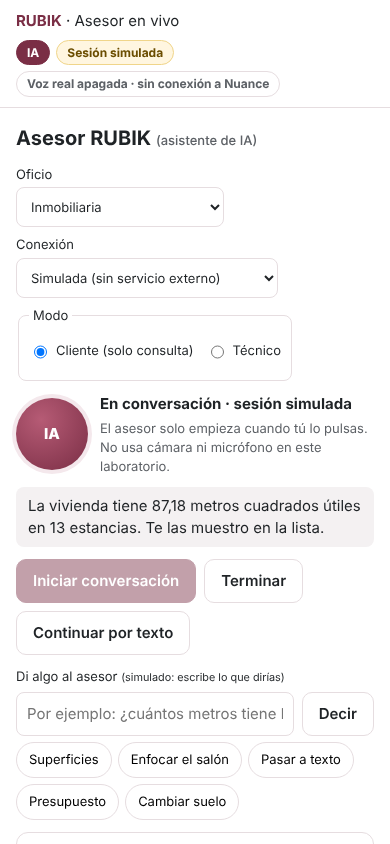 RUBIK · Asesor en vivo
IA
Sesión simulada
Voz real apagada · sin conexión a Nuance
Asesor RUBIK (asistente de IA)
Oficio
Inmobiliaria
Conexión
Simulada (sin servicio externo)
Modo
Cliente (solo consulta)
Técnico
IA
En conversación · sesión simulada
El asesor solo empieza cuando tú lo pulsas.
No usa cámara ni micrófono en este
laboratorio.
La vivienda tiene 87,18 metros cuadrados útiles
en 13 estancias. Te las muestro en la lista.
Iniciar conversación
Terminar
Continuar por texto
Di algo al asesor (simulado: escribe lo que dirías)
Por ejemplo: ¿cuántos metros tiene l
Decir
Superficies
Enfocar el salón
Pasar a texto
Presupuesto
Cambiar suelo